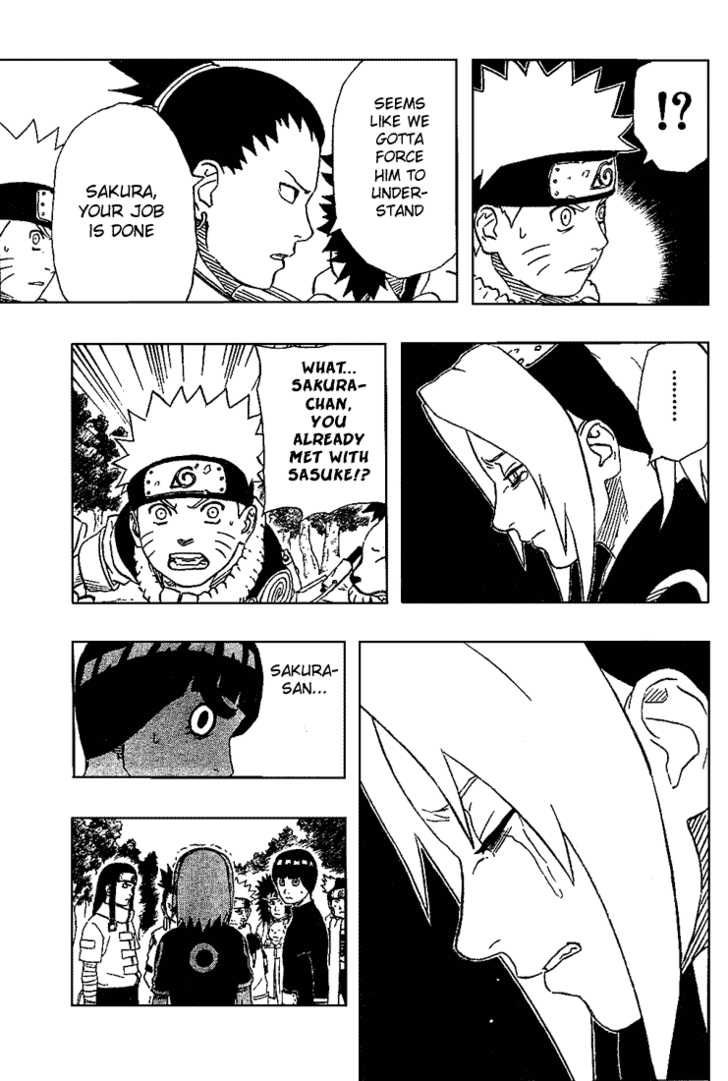 !?
SEEMS
LIKE WE
GOTTA
FORCE
HIM TO
UNDER-
STAND
SAKURA,
YOUR JOB
IS DONE
.........
WHAT...
SAKURA-
CHAN,
YOU
ALREADY
MET WITH
SASUKE!?
SAKURA-
SAN...